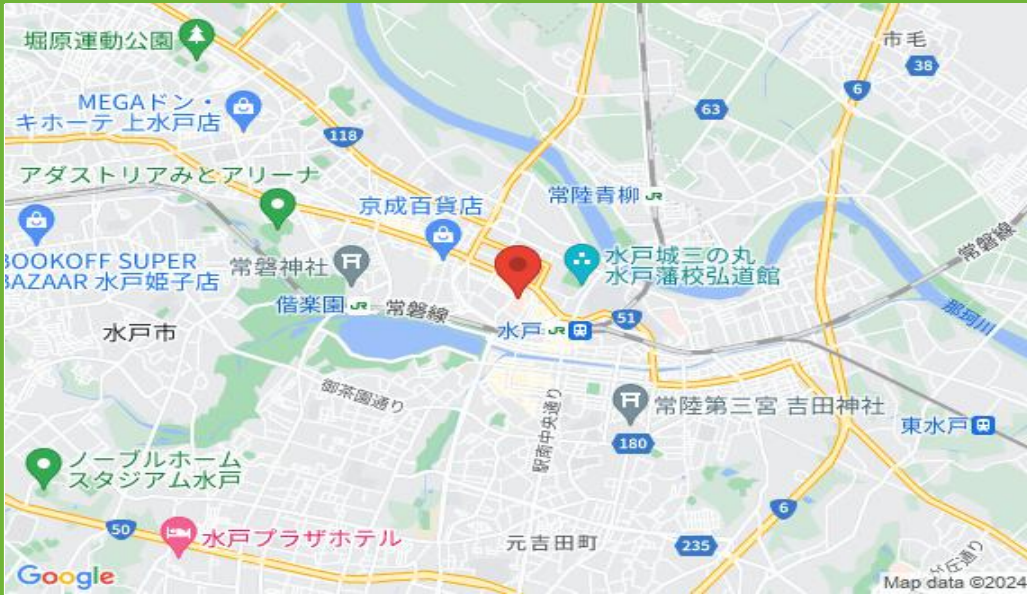 堀原運動公園
市毛
38
6
MEGAドン・
キホーテ 上水戸店
63
118
アダストリアみとアリーナ
常陸青柳 JR
京成百貨店
常磐線
BOOKOFF SUPER
BAZAAR 水戸姫子店
常磐神社
水戸城三の丸
水戸藩校弘道館
偕楽園 JR
常磐線
那珂川
水戸市
水戸 JR
51
御茶園通り
駅南中央通り
常陸第三宮 吉田神社
180
東水戸
ノーブルホーム
スタジアム水戸
50
6
水戸プラザホテル
元吉田町
235
Google
Map data ©2024